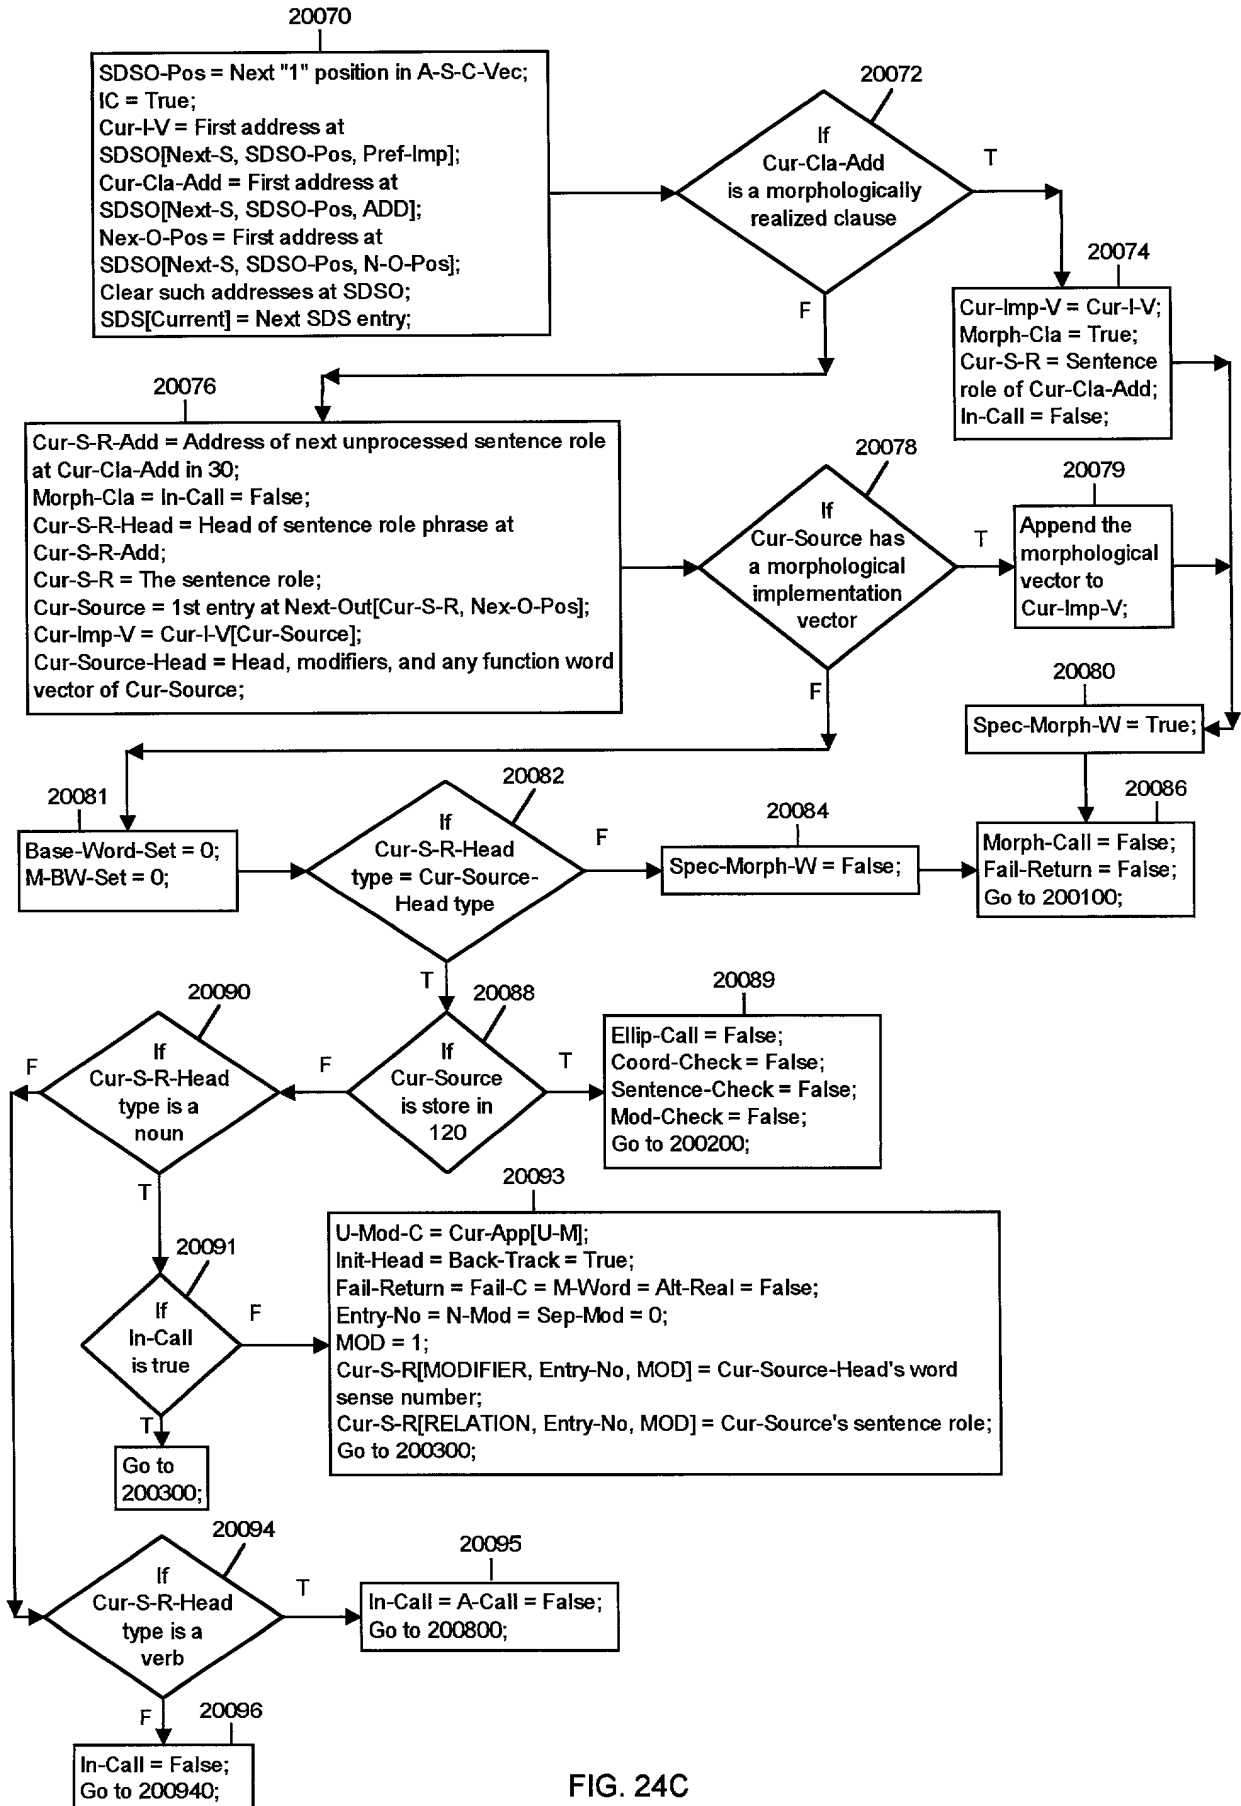 20070
SDSO-Pos = Next "1" position in A-S-C-Vec;
IC = True;
Cur-I-V = First address at
SDSO[Next-S, SDSO-Pos, Pref-Imp];
Cur-Cla-Add = First address at
SDSO[Next-S, SDSO-Pos, ADD];
Nex-O-Pos = First address at
SDSO[Next-S, SDSO-Pos, N-O-Pos];
Clear such addresses at SDSO;
SDS[Current] = Next SDS entry;
20072
If
Cur-Cla-Add
is a morphologically
realized clause
T
F
20074
Cur-Imp-V = Cur-I-V;
Morph-Cla = True;
Cur-S-R = Sentence
role of Cur-Cla-Add;
In-Call = False;
20076
Cur-S-R-Add = Address of next unprocessed sentence role
at Cur-Cla-Add in 30;
Morph-Cla = In-Call = False;
Cur-S-R-Head = Head of sentence role phrase at
Cur-S-R-Add;
Cur-S-R = The sentence role;
Cur-Source = 1st entry at Next-Out[Cur-S-R, Nex-O-Pos];
Cur-Imp-V = Cur-I-V[Cur-Source];
Cur-Source-Head = Head, modifiers, and any function word
vector of Cur-Source;
20078
If
Cur-Source has
a morphological
implementation
vector
T
F
20079
Append the
morphological
vector to
Cur-Imp-V;
20080
Spec-Morph-W = True;
20081
Base-Word-Set = 0;
M-BW-Set = 0;
20082
If
Cur-S-R-Head
type = Cur-Source-
Head type
F
T
20084
Spec-Morph-W = False;
20086
Morph-Call = False;
Fail-Return = False;
Go to 200100;
20088
If
Cur-Source
is store in
120
T
F
20089
Ellip-Call = False;
Coord-Check = False;
Sentence-Check = False;
Mod-Check = False;
Go to 200200;
20090
If
Cur-S-R-Head
type is a
noun
F
T
20091
If
In-Call
is true
F
T
Go to
200300;
20093
U-Mod-C = Cur-App[U-M];
Init-Head = Back-Track = True;
Fail-Return = Fail-C = M-Word = Alt-Real = False;
Entry-No = N-Mod = Sep-Mod = 0;
MOD = 1;
Cur-S-R[MODIFIER, Entry-No, MOD] = Cur-Source-Head's word
sense number;
Cur-S-R[RELATION, Entry-No, MOD] = Cur-Source's sentence role;
Go to 200300;
20094
If
Cur-S-R-Head
type is a
verb
T
F
20095
In-Call = A-Call = False;
Go to 200800;
20096
In-Call = False;
Go to 200940;
FIG. 24C